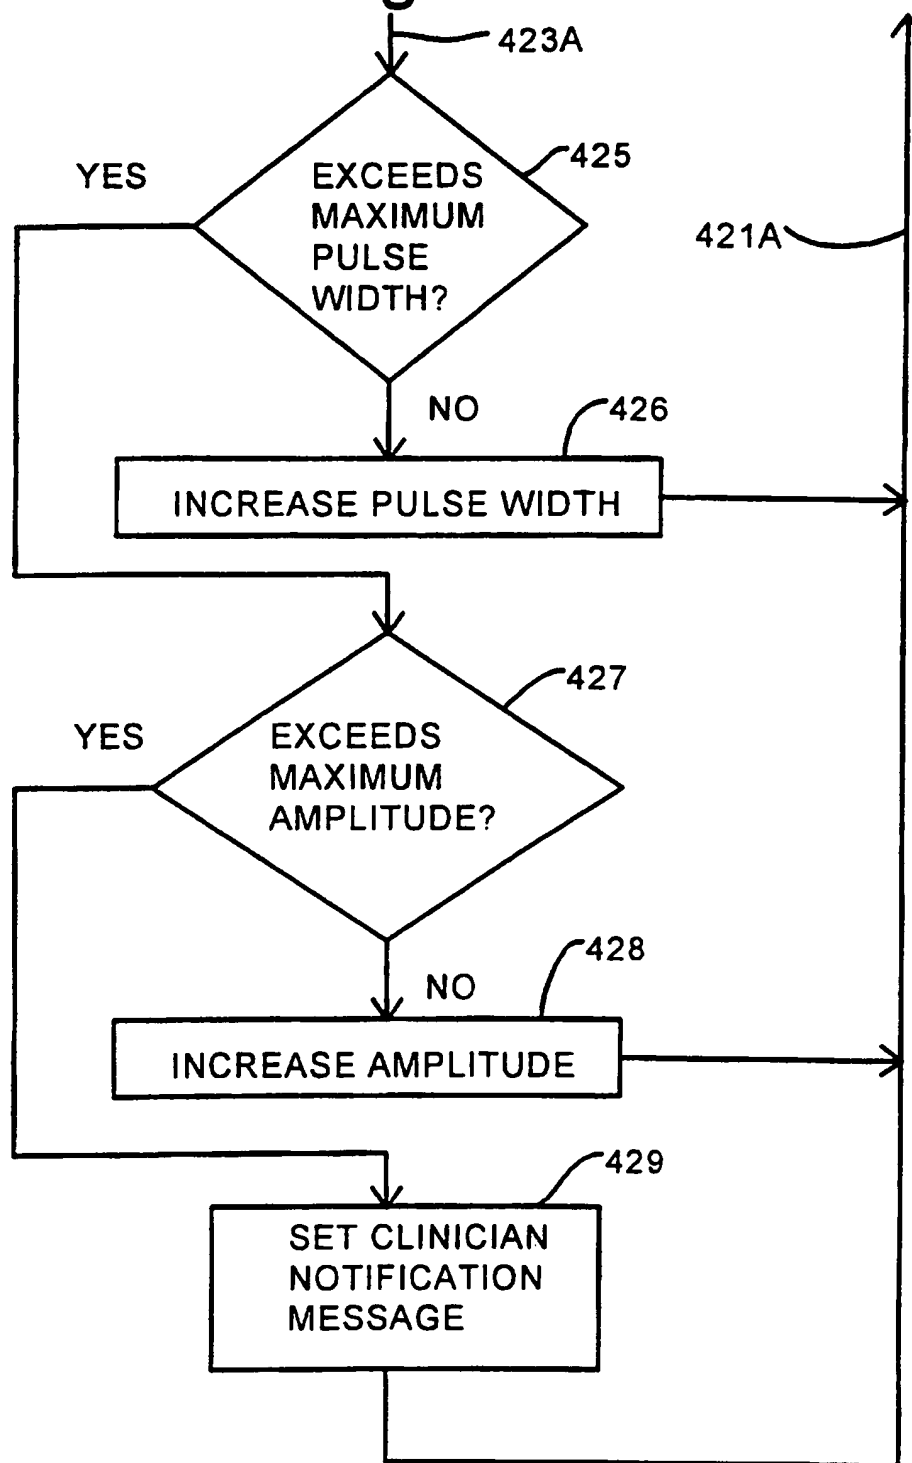 423A
425
YES
EXCEEDS
MAXIMUM
PULSE
WIDTH?
421A
NO
426
INCREASE PULSE WIDTH
427
YES
EXCEEDS
MAXIMUM
AMPLITUDE?
428
NO
INCREASE AMPLITUDE
429
SET CLINICIAN
NOTIFICATION
MESSAGE